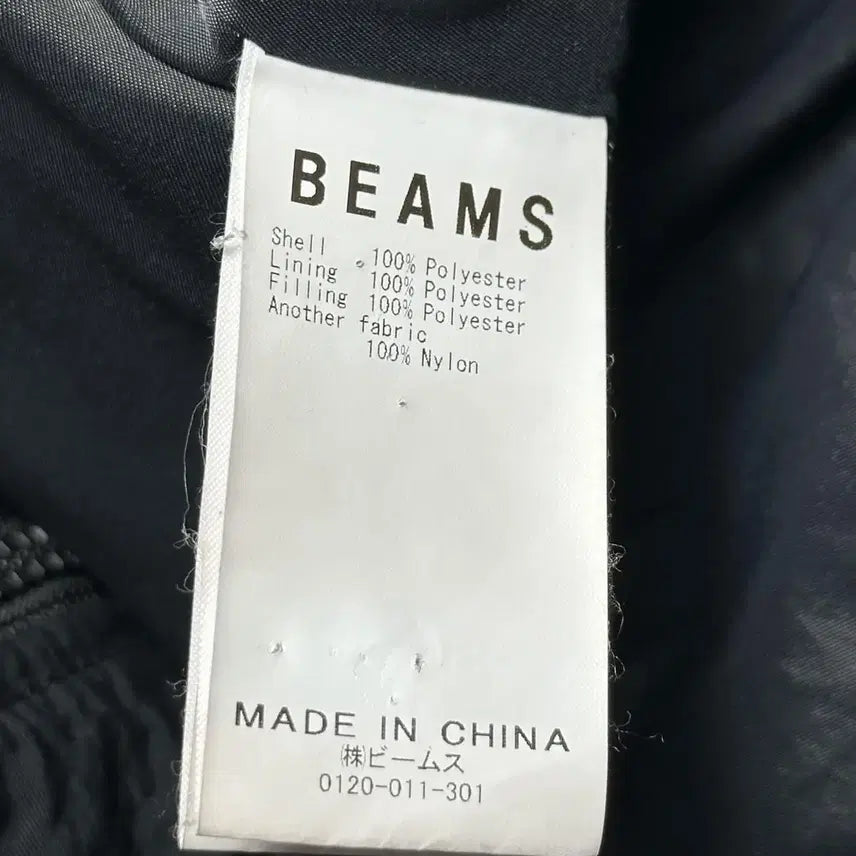 BEAMS
Shell 100% Polyester
Lining 100% Polyester
Filling 100% Polyester
Another fabric
100% Nylon
MADE IN CHINA
㈱ビームス
0120-011-301